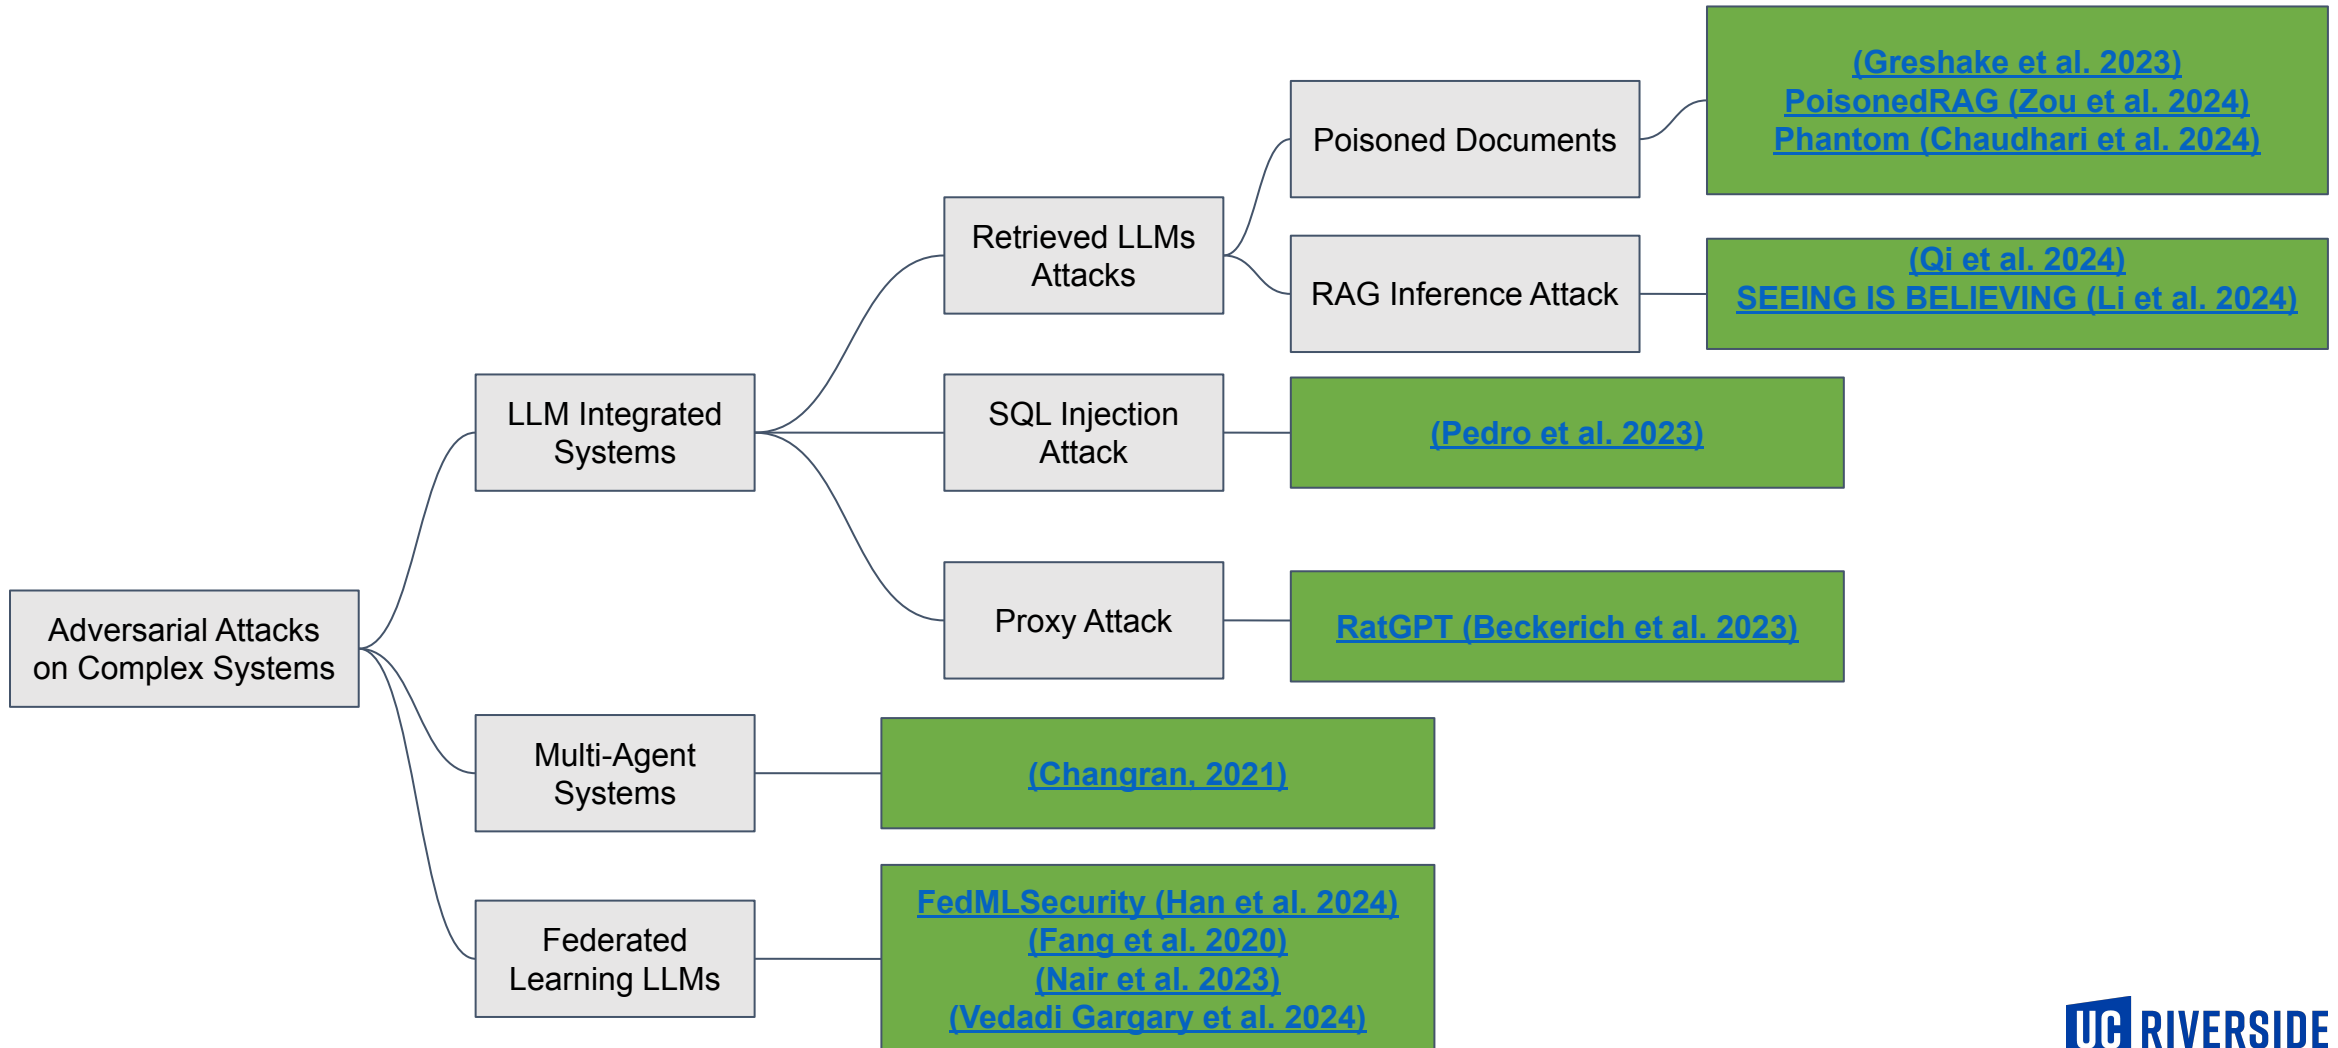 Adversarial Attacks
on Complex Systems
LLM Integrated
Systems
Retrieved LLMs
Attacks
Poisoned Documents
(Greshake et al. 2023)
PoisonedRAG (Zou et al. 2024)
Phantom (Chaudhari et al. 2024)
RAG Inference Attack
(Qi et al. 2024)
SEEING IS BELIEVING (Li et al. 2024)
SQL Injection
Attack
(Pedro et al. 2023)
Proxy Attack
RatGPT (Beckerich et al. 2023)
Multi-Agent
Systems
(Changran, 2021)
Federated
Learning LLMs
FedMLSecurity (Han et al. 2024)
(Fang et al. 2020)
(Nair et al. 2023)
(Vedadi Gargary et al. 2024)
UC RIVERSIDE